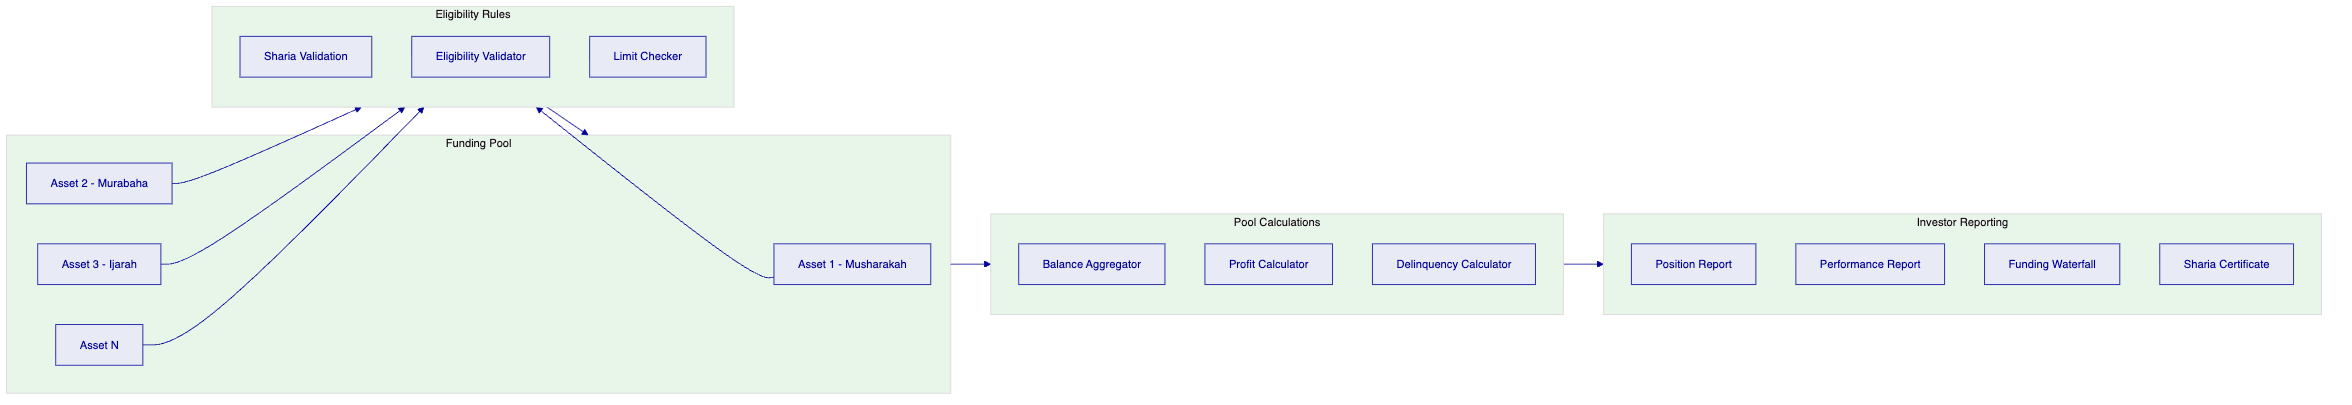 Eligibility Rules
Sharia Validation
Eligibility Validator
Limit Checker
Funding Pool
Asset 2 - Murabaha
Asset 3 - Ijarah
Asset N
Asset 1 - Musharakah
Pool Calculations
Balance Aggregator
Profit Calculator
Delinquency Calculator
Investor Reporting
Position Report
Performance Report
Funding Waterfall
Sharia Certificate